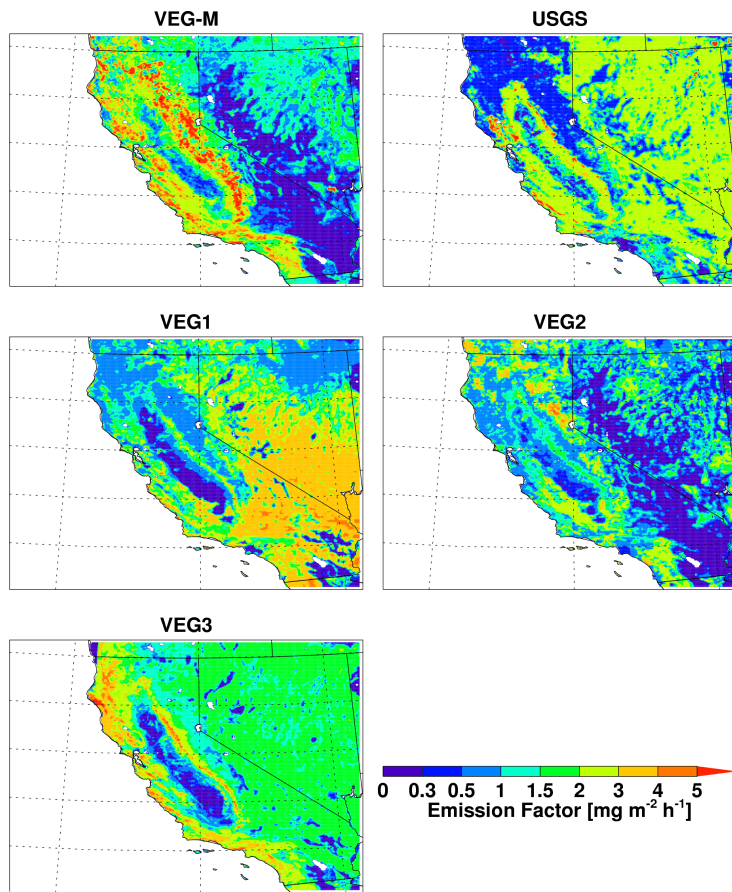 VEG-M USGS
VEG1 VEG2
VEG3
0 0.3 0.5 1 1.5 2 3 4 5
Emission Factor [mg m⁻² h⁻¹]